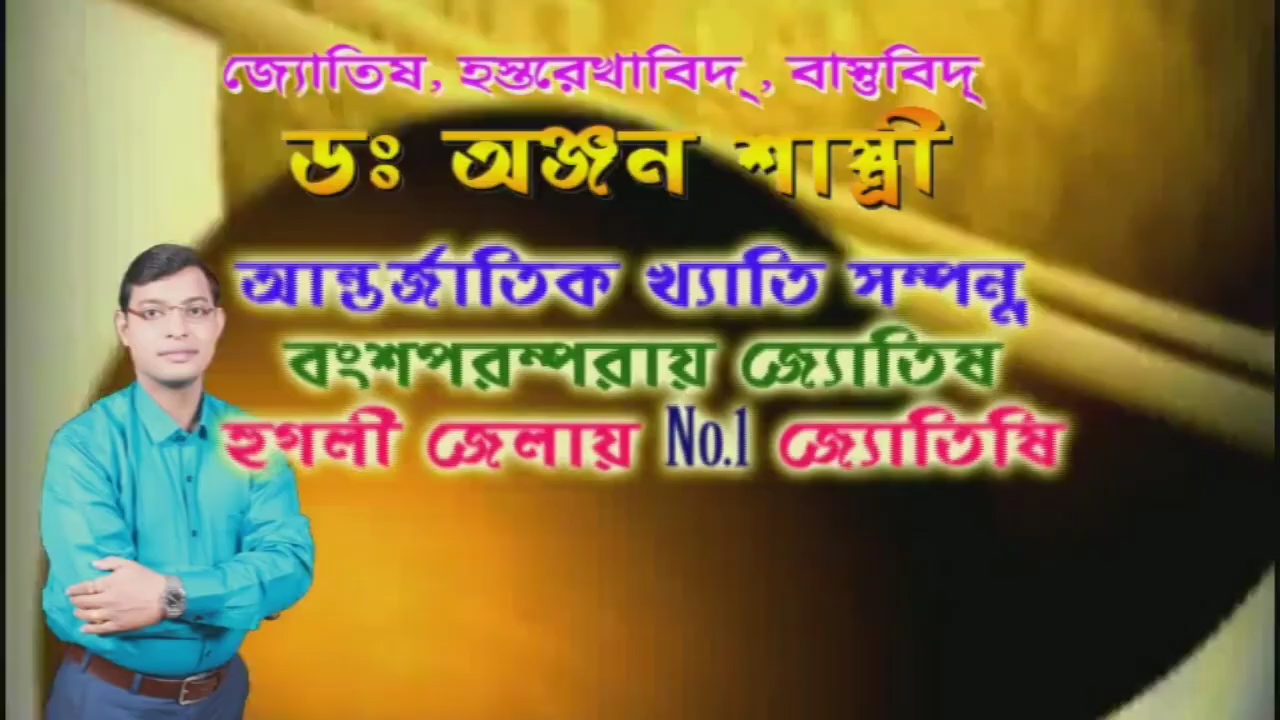 জ্যোতিষ, হস্তরেখাবিদ্, বাস্তুবিদ্
ডঃ অঞ্জন শাস্ত্রী
আন্তর্জাতিক খ্যাতি সম্পন্ন
বংশপরম্পরায় জ্যোতিষ
হুগলী জেলায় No.1 জ্যোতিষি